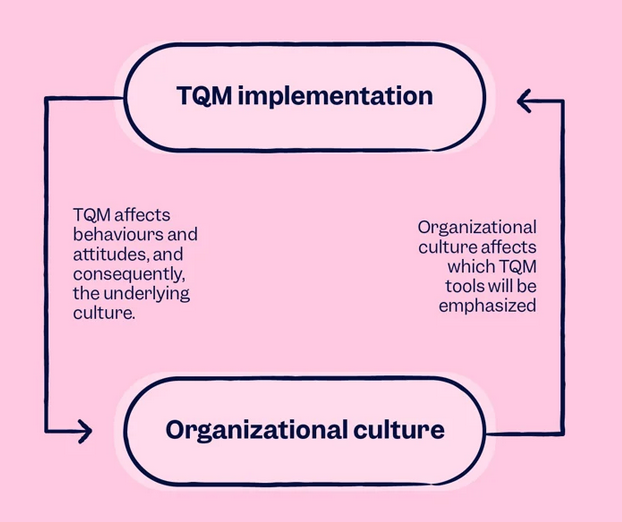 TQM implementation
TQM affects
behaviours and
attitudes, and
consequently,
the underlying
culture.
Organizational
culture affects
which TQM
tools will be
emphasized
Organizational culture